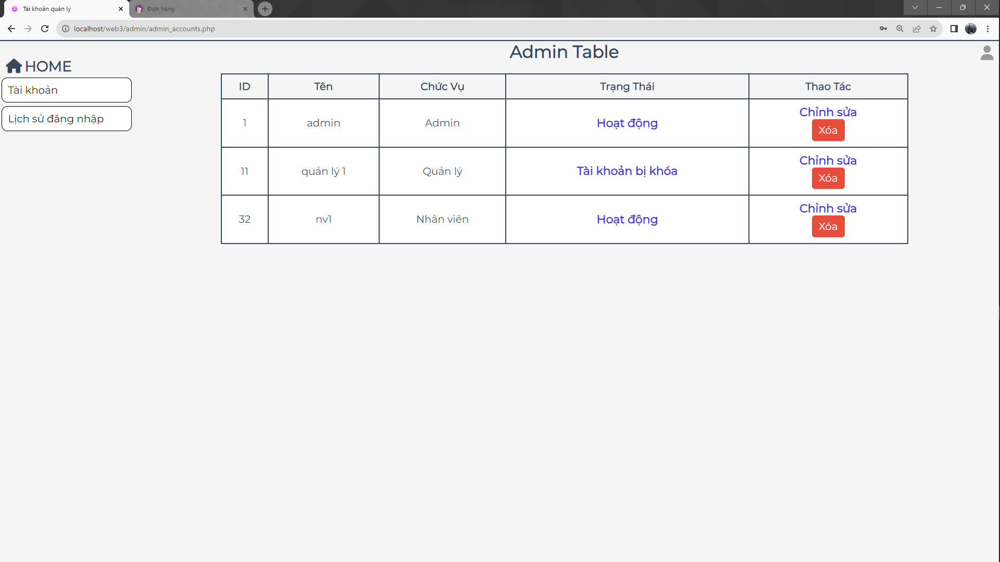 Tài khoản quản lý
Đơn hàng
localhost/web3/admin/admin_accounts.php
Admin Table
HOME
Tài khoản
Lịch sử đăng nhập
ID Tên Chức Vụ Trạng Thái Thao Tác
1 admin Admin Hoạt động Chỉnh sửa
Xóa
11 quản lý 1 Quản lý Tài khoản bị khóa Chỉnh sửa
Xóa
32 nv1 Nhân viên Hoạt động Chỉnh sửa
Xóa